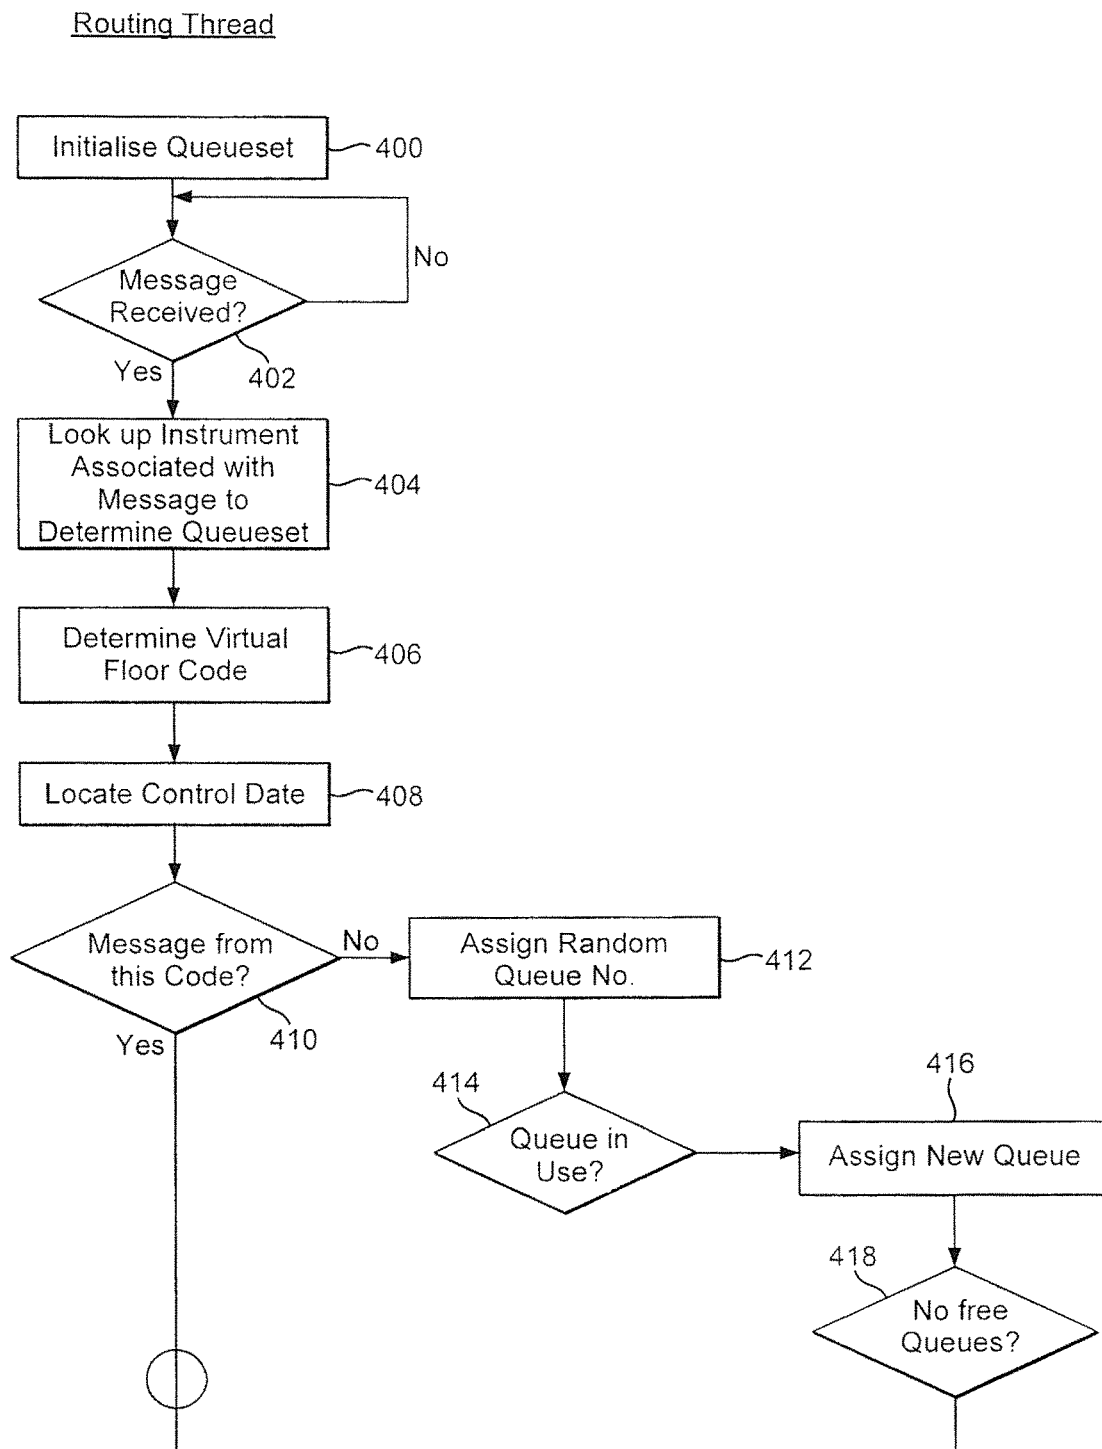 Routing Thread
Initialise Queueset
400
No
Message
Received?
402
Yes
Look up Instrument
Associated with
Message to
Determine Queueset
404
Determine Virtual
Floor Code
406
Locate Control Date
408
Message from
this Code?
410
No
Yes
Assign Random
Queue No.
412
414
Queue in
Use?
416
Assign New Queue
418
No free
Queues?